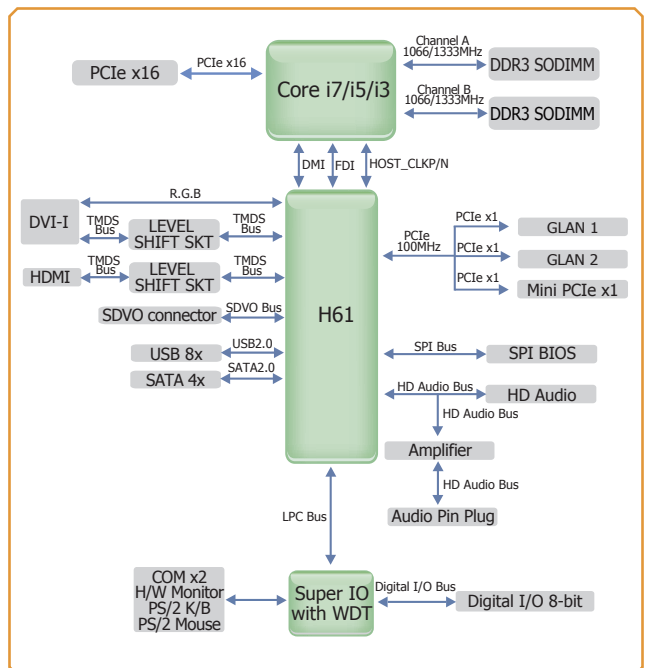 PCIe x16
PCIe x16
Core i7/i5/i3
Channel A
1066/1333MHz
DDR3 SODIMM
Channel B
1066/1333MHz
DDR3 SODIMM
DMI
FDI
HOST_CLKP/N
R.G.B
DVI-I
TMDS
Bus
LEVEL
SHIFT SKT
TMDS
Bus
HDMI
TMDS
Bus
LEVEL
SHIFT SKT
TMDS
Bus
SDVO connector
SDVO Bus
USB 8x
USB2.0
SATA 4x
SATA2.0
H61
PCIe
100MHz
PCIe x1
GLAN 1
PCIe x1
GLAN 2
PCIe x1
Mini PCIe x1
SPI Bus
SPI BIOS
HD Audio Bus
HD Audio
HD Audio Bus
Amplifier
HD Audio Bus
Audio Pin Plug
LPC Bus
COM x2
H/W Monitor
PS/2 K/B
PS/2 Mouse
Super IO
with WDT
Digital I/O Bus
Digital I/O 8-bit